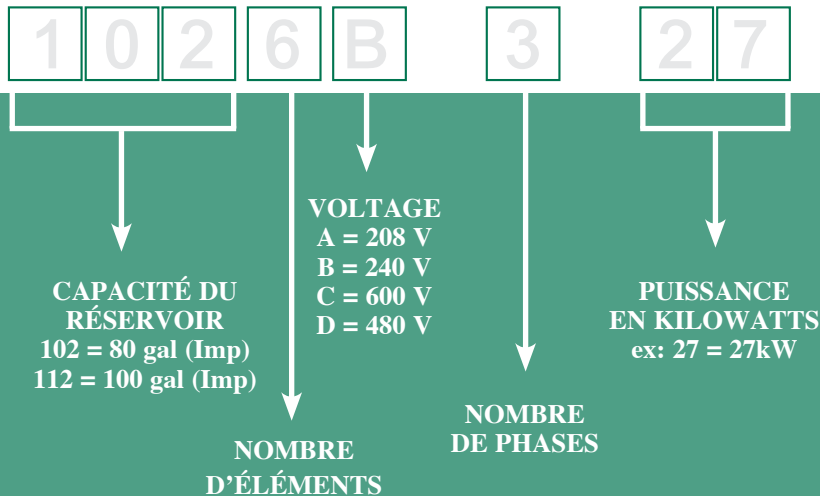 1 0 2 6 B 3 2 7
VOLTAGE
A = 208 V
B = 240 V
C = 600 V
D = 480 V
CAPACITÉ DU
RÉSERVOIR
102 = 80 gal (Imp)
112 = 100 gal (Imp)
PUISSANCE
EN KILOWATTS
ex: 27 = 27kW
NOMBRE
DE PHASES
NOMBRE
D'ÉLÉMENTS